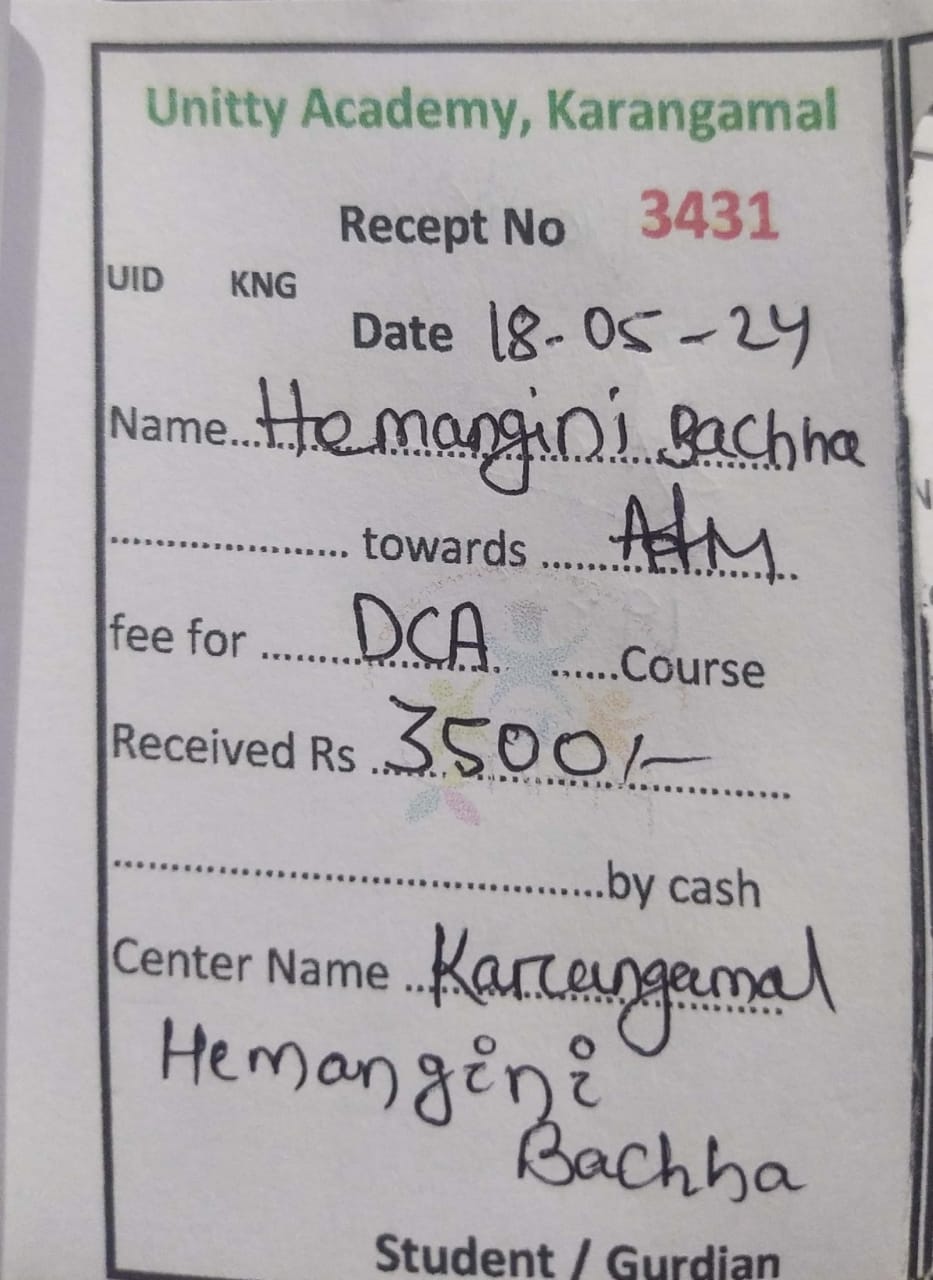 Unitty Academy, Karangamal
Recept No 3431
UID KNG
Date 18-05-24
Name...Hemangini Bachha
.................... towards ......Adm..
fee for ........DCA.......Course
Received Rs ..3500/-
..........................................by cash
Center Name ..Karangamal
Hemangini
Bachha
Student / Gurdian